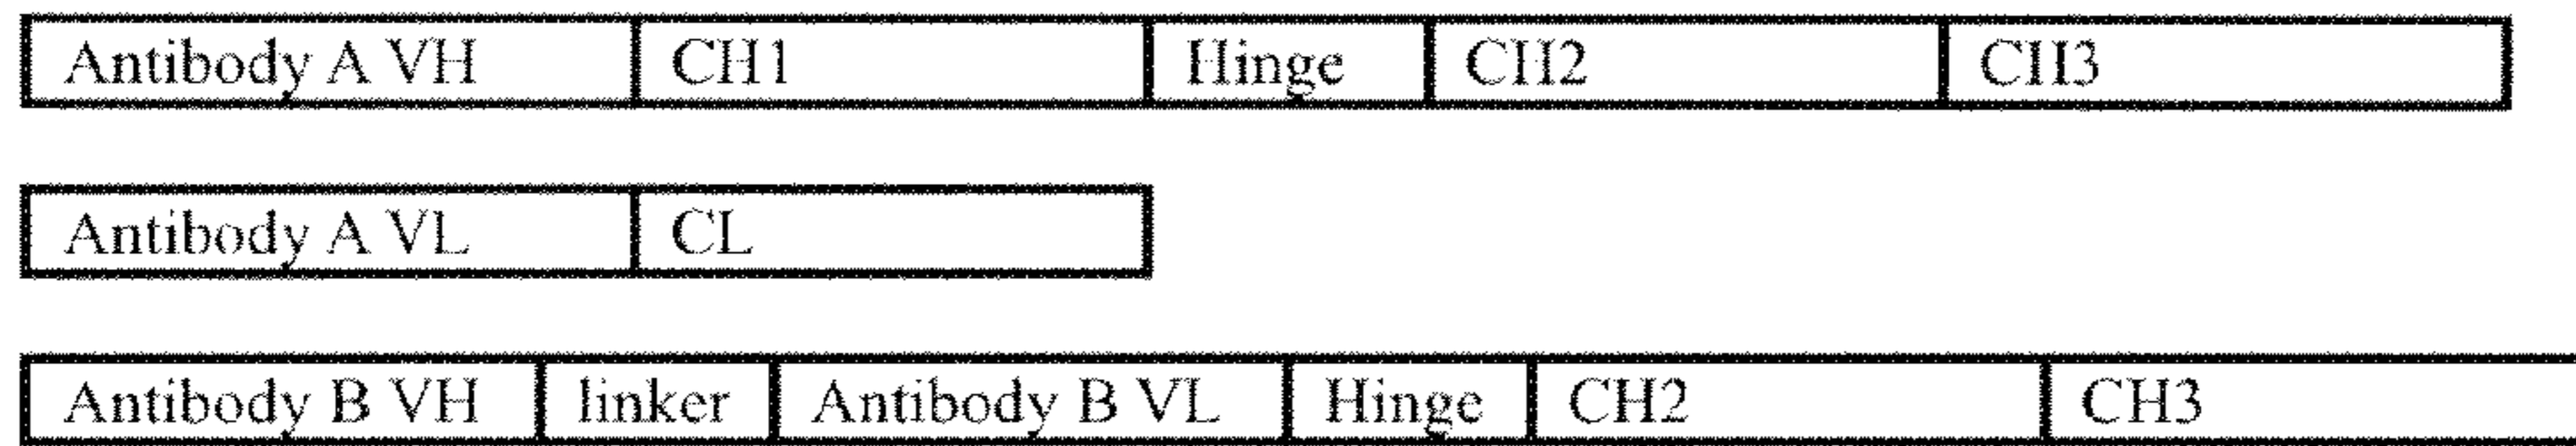 Antibody A VH CH1 Hinge CH2 CH3
Antibody A VL CL
Antibody B VH linker Antibody B VL Hinge CH2 CH3